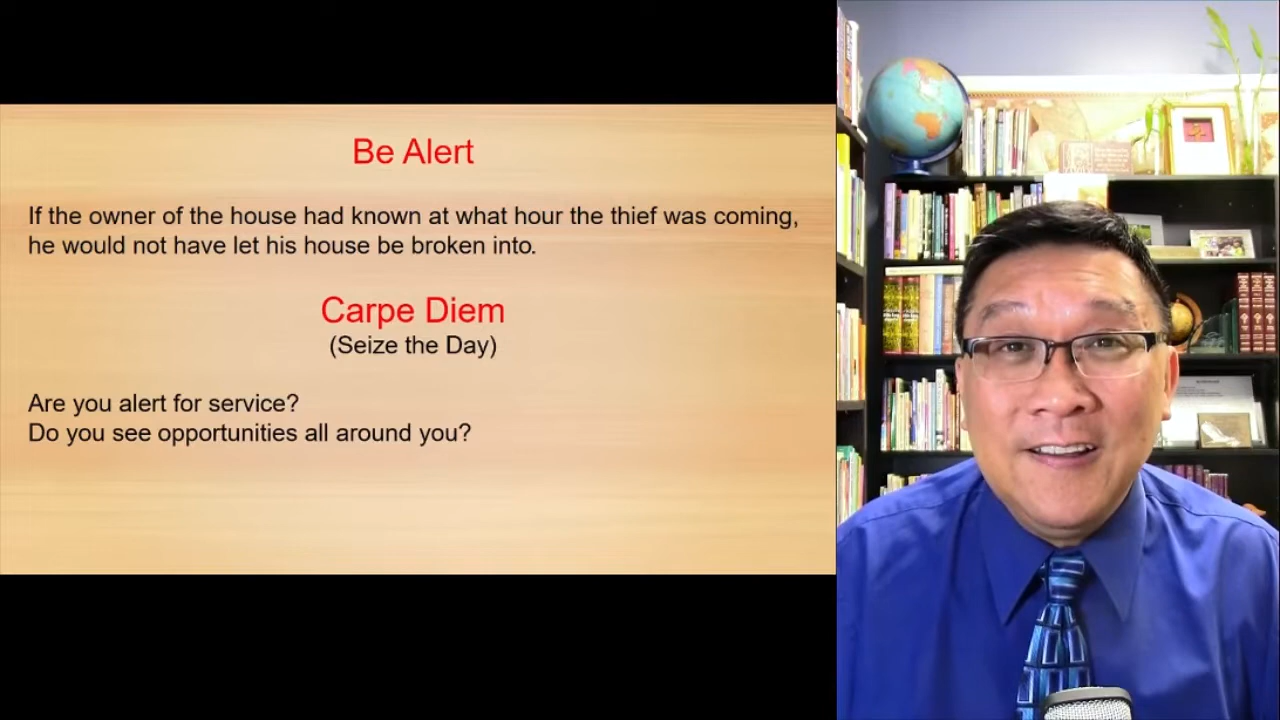 Be Alert
If the owner of the house had known at what hour the thief was coming,
he would not have let his house be broken into.
Carpe Diem
(Seize the Day)
Are you alert for service?
Do you see opportunities all around you?